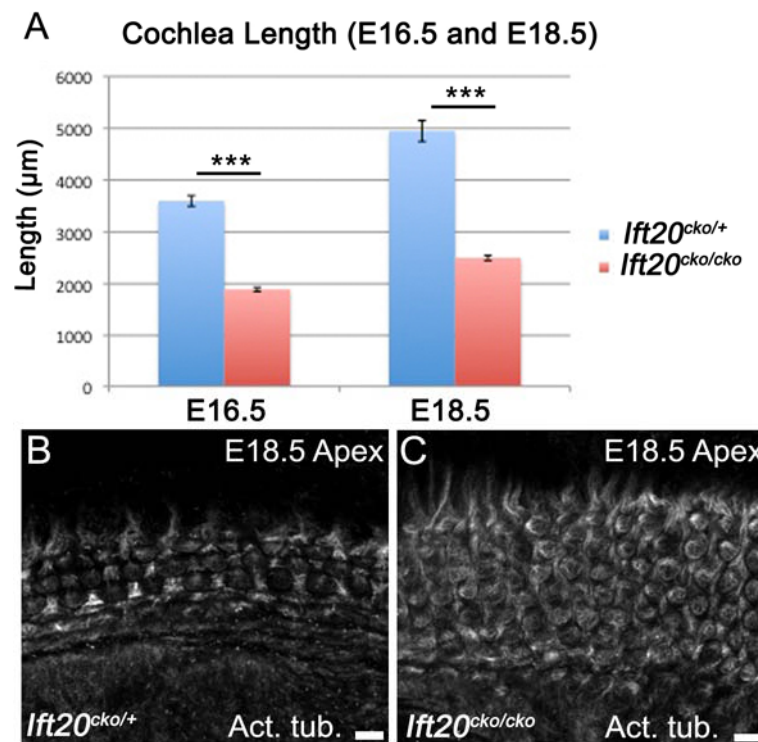 A
Cochlea Length (E16.5 and E18.5)
Length (µm)
6000
5000
4000
3000
2000
1000
0
***
***
E16.5
E18.5
Ift20cko/+
Ift20cko/cko
B
E18.5 Apex
Ift20cko/+
Act. tub.
C
E18.5 Apex
Ift20cko/cko
Act. tub.